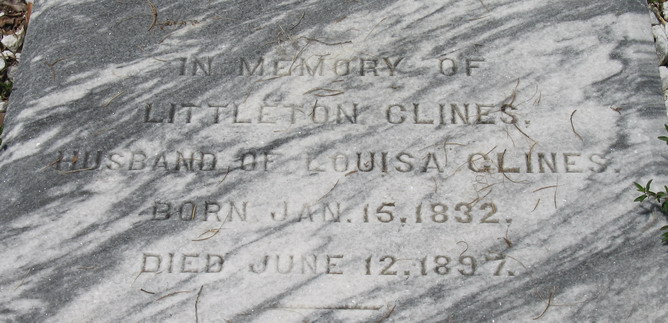 IN MEMORY OF
LITTLETON CLINES,
HUSBAND OF LOUISA CLINES.
BORN JAN. 15, 1832.
DIED JUNE 12, 1897.